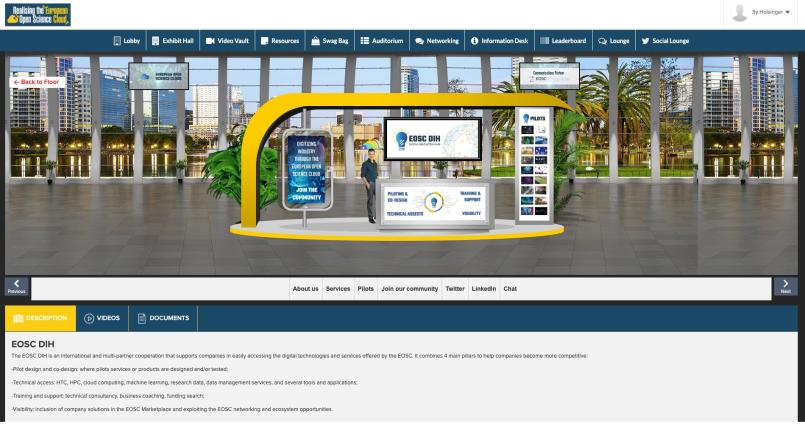 Realising the European
Open Science Cloud
Sy Holsinger
Lobby
Exhibit Hall
Video Vault
Resources
Swag Bag
Auditorium
Networking
Information Desk
Leaderboard
Lounge
Social Lounge
← Back to Floor
EUROPEAN OPEN
SCIENCE CLOUD
Communications Partner
EOSC
DIGITIZING
INDUSTRY
THROUGH THE
EUROPEAN OPEN
SCIENCE CLOUD
JOIN THE
COMMUNITY
EOSC DIH
DIGITAL INNOVATION HUB
PILOTS
PILOTING &
CO-DESIGN
TRAINING &
SUPPORT
TECHNICAL ASSESTS
VISIBILITY
Previous
About us Services Pilots Join our community Twitter LinkedIn Chat
Next
DESCRIPTION
VIDEOS
DOCUMENTS
EOSC DIH
The EOSC DIH is an international and multi-partner cooperation that supports companies in easily accessing the digital technologies and services offered by the EOSC. It combines 4 main pillars to help companies become more competitive:
-Pilot design and co-design: where pilots services or products are designed and/or tested;
-Technical access: HTC, HPC, cloud computing, machine learning, research data, data management services, and several tools and applications;
-Training and support: technical consultancy, business coaching, funding search;
-Visibility: inclusion of company solutions in the EOSC Marketplace and exploiting the EOSC networking and ecosystem opportunities.